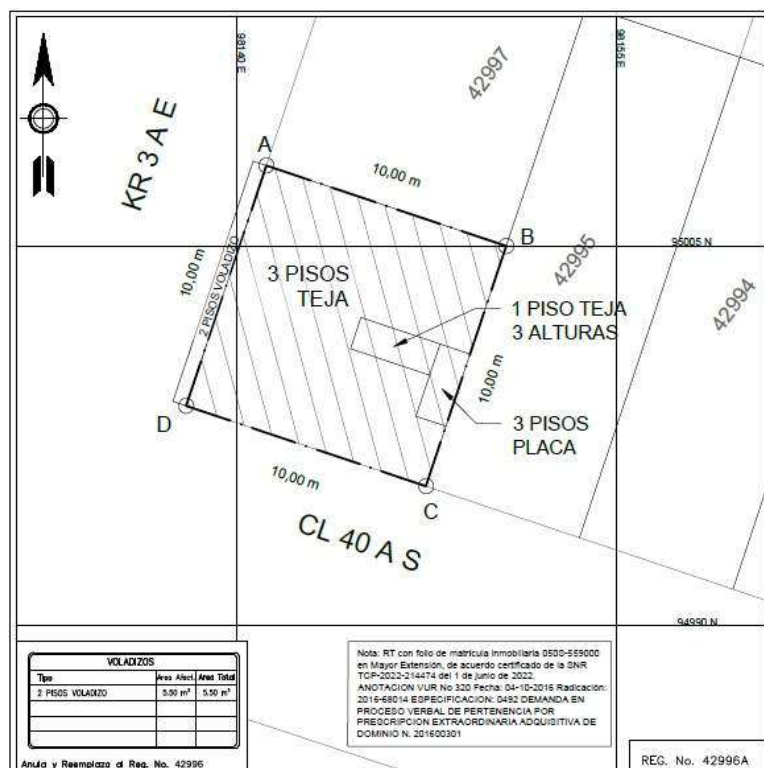 98140 E
98155 E
42997
KR 3 A E
A
10,00 m
B
95005 N
42995
42994
10,00 m
2 PISOS VOLADIZO
3 PISOS
TEJA
1 PISO TEJA
3 ALTURAS
10,00 m
3 PISOS
PLACA
D
10,00 m
C
CL 40 A S
94990 N
VOLADIZOS
Tipo Area Afect. Area Total
2 PISOS VOLADIZO 5.50 m² 5.50 m²
Anula y Reemplaza al Reg. No. 42996
Nota: RT con folio de matricula inmobiliaria 050S-559000
en Mayor Extensión, de acuerdo certificado de la SNR
TCP-2022-214474 del 1 de junio de 2022.
ANOTACION VUR No 320 Fecha: 04-10-2016 Radicación:
2016-68014 ESPECIFICACION: 0492 DEMANDA EN
PROCESO VERBAL DE PERTENENCIA POR
PRESCRIPCION EXTRAORDINARIA ADQUISITIVA DE
DOMINIO N. 201600301
REG. No. 42996A